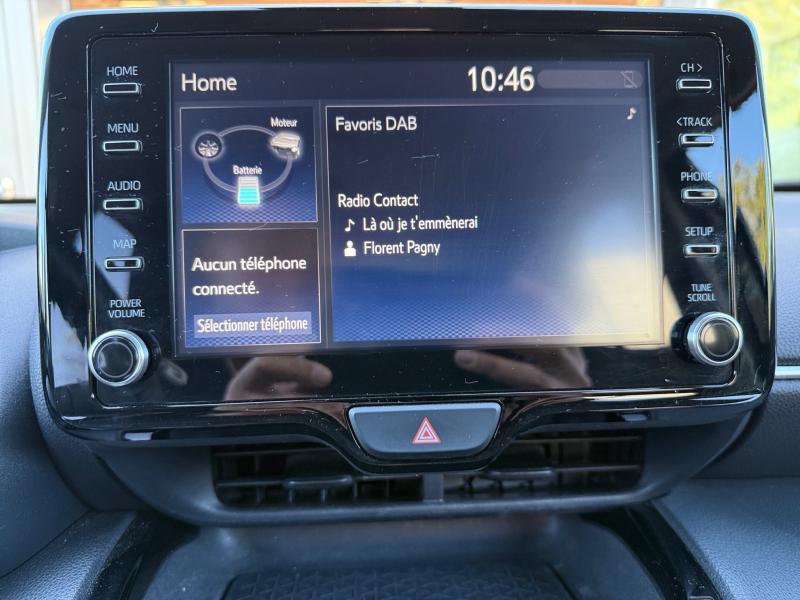 HOME
MENU
AUDIO
MAP
POWER
VOLUME
Home
10:46
Moteur
Batterie
Aucun téléphone
connecté.
Sélectionner téléphone
Favoris DAB
Radio Contact
Là où je t'emmènerai
Florent Pagny
CH >
< TRACK
PHONE
SETUP
TUNE
SCROLL